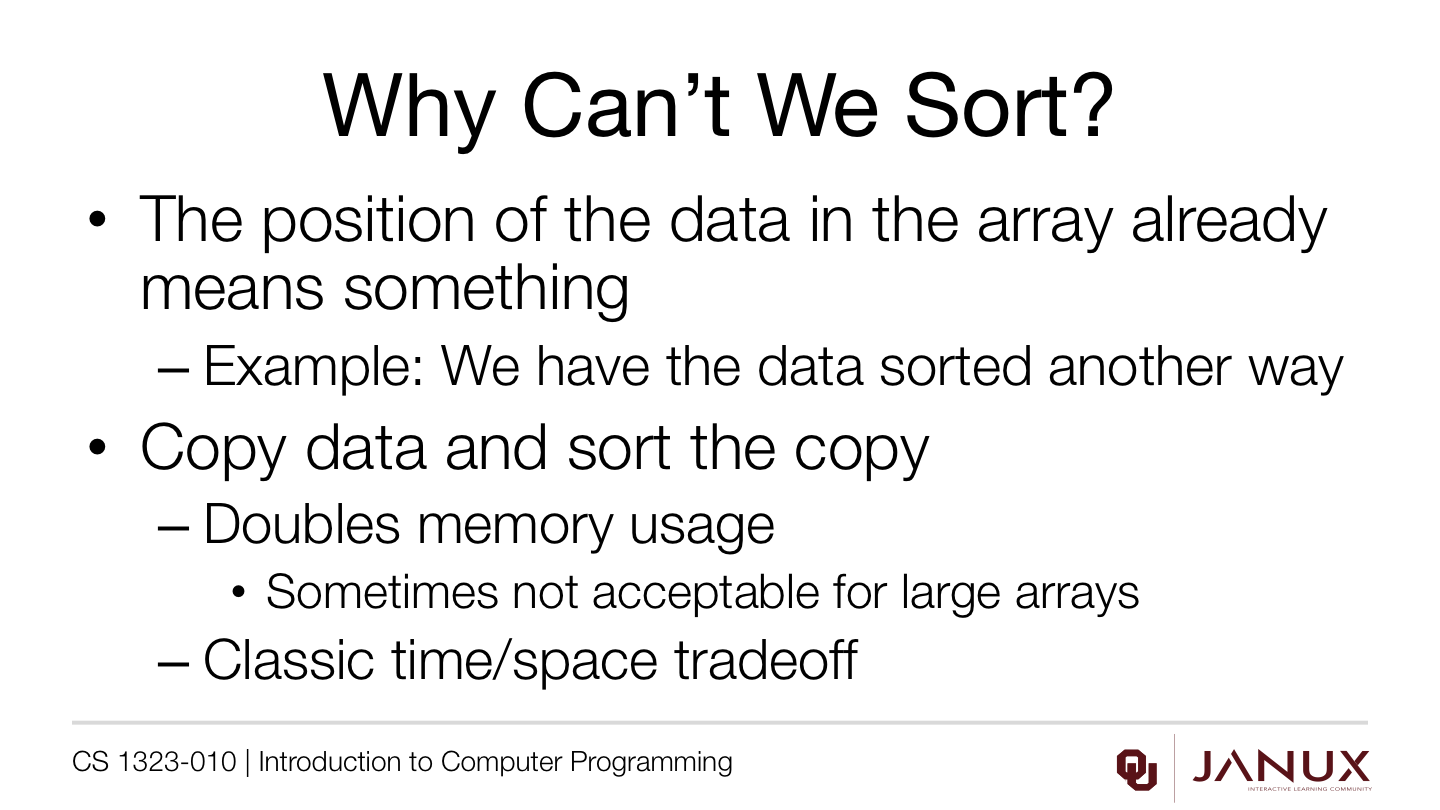 Why Can’t We Sort?
• The position of the data in the array already
means something
– Example: We have the data sorted another way
• Copy data and sort the copy
– Doubles memory usage
• Sometimes not acceptable for large arrays
– Classic time/space tradeoff
CS 1323-010 | Introduction to Computer Programming
OU
JANUX
INTERACTIVE LEARNING COMMUNITY